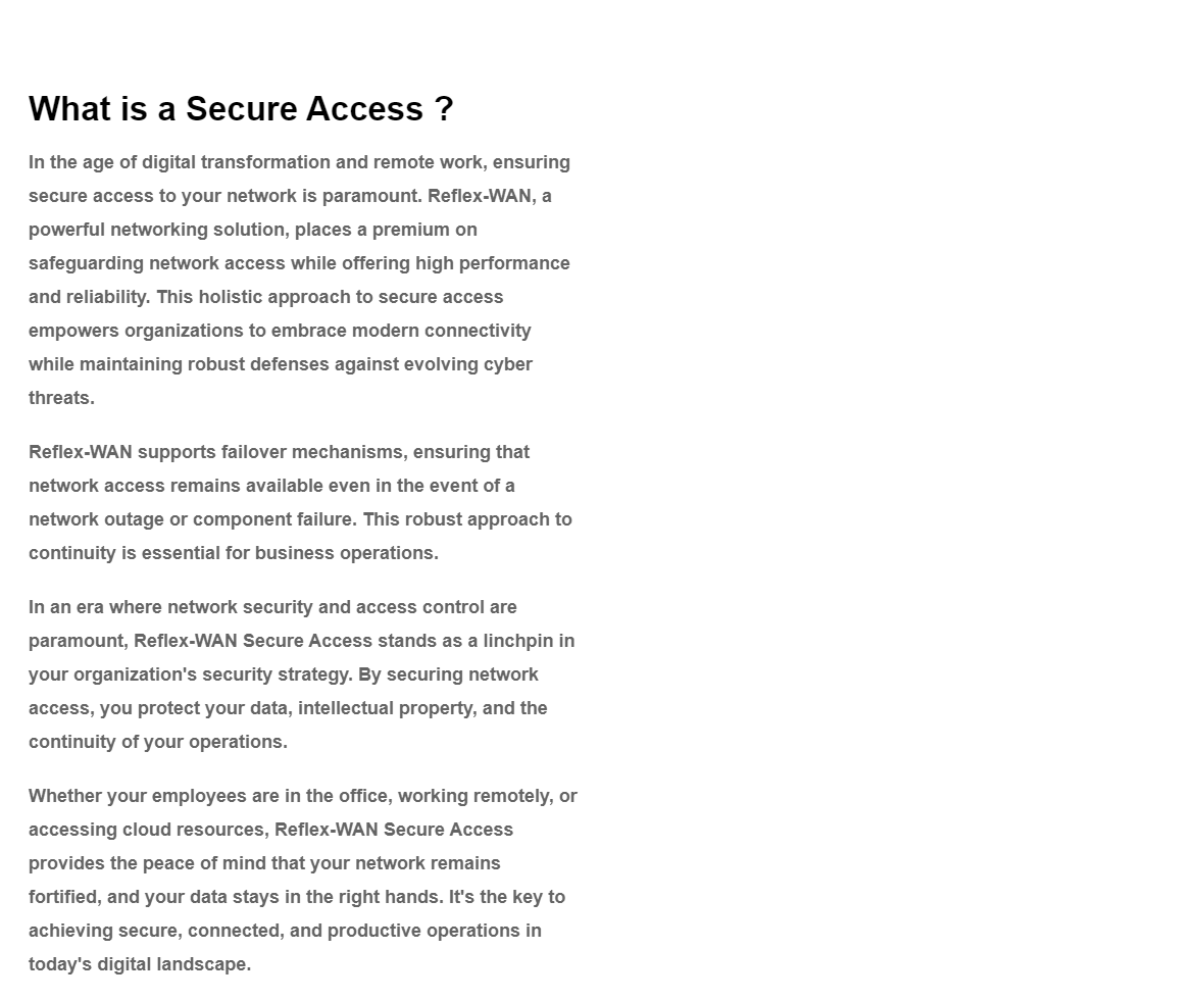 What is a Secure Access ?
In the age of digital transformation and remote work, ensuring
secure access to your network is paramount. Reflex-WAN, a
powerful networking solution, places a premium on
safeguarding network access while offering high performance
and reliability. This holistic approach to secure access
empowers organizations to embrace modern connectivity
while maintaining robust defenses against evolving cyber
threats.
Reflex-WAN supports failover mechanisms, ensuring that
network access remains available even in the event of a
network outage or component failure. This robust approach to
continuity is essential for business operations.
In an era where network security and access control are
paramount, Reflex-WAN Secure Access stands as a linchpin in
your organization's security strategy. By securing network
access, you protect your data, intellectual property, and the
continuity of your operations.
Whether your employees are in the office, working remotely, or
accessing cloud resources, Reflex-WAN Secure Access
provides the peace of mind that your network remains
fortified, and your data stays in the right hands. It's the key to
achieving secure, connected, and productive operations in
today's digital landscape.